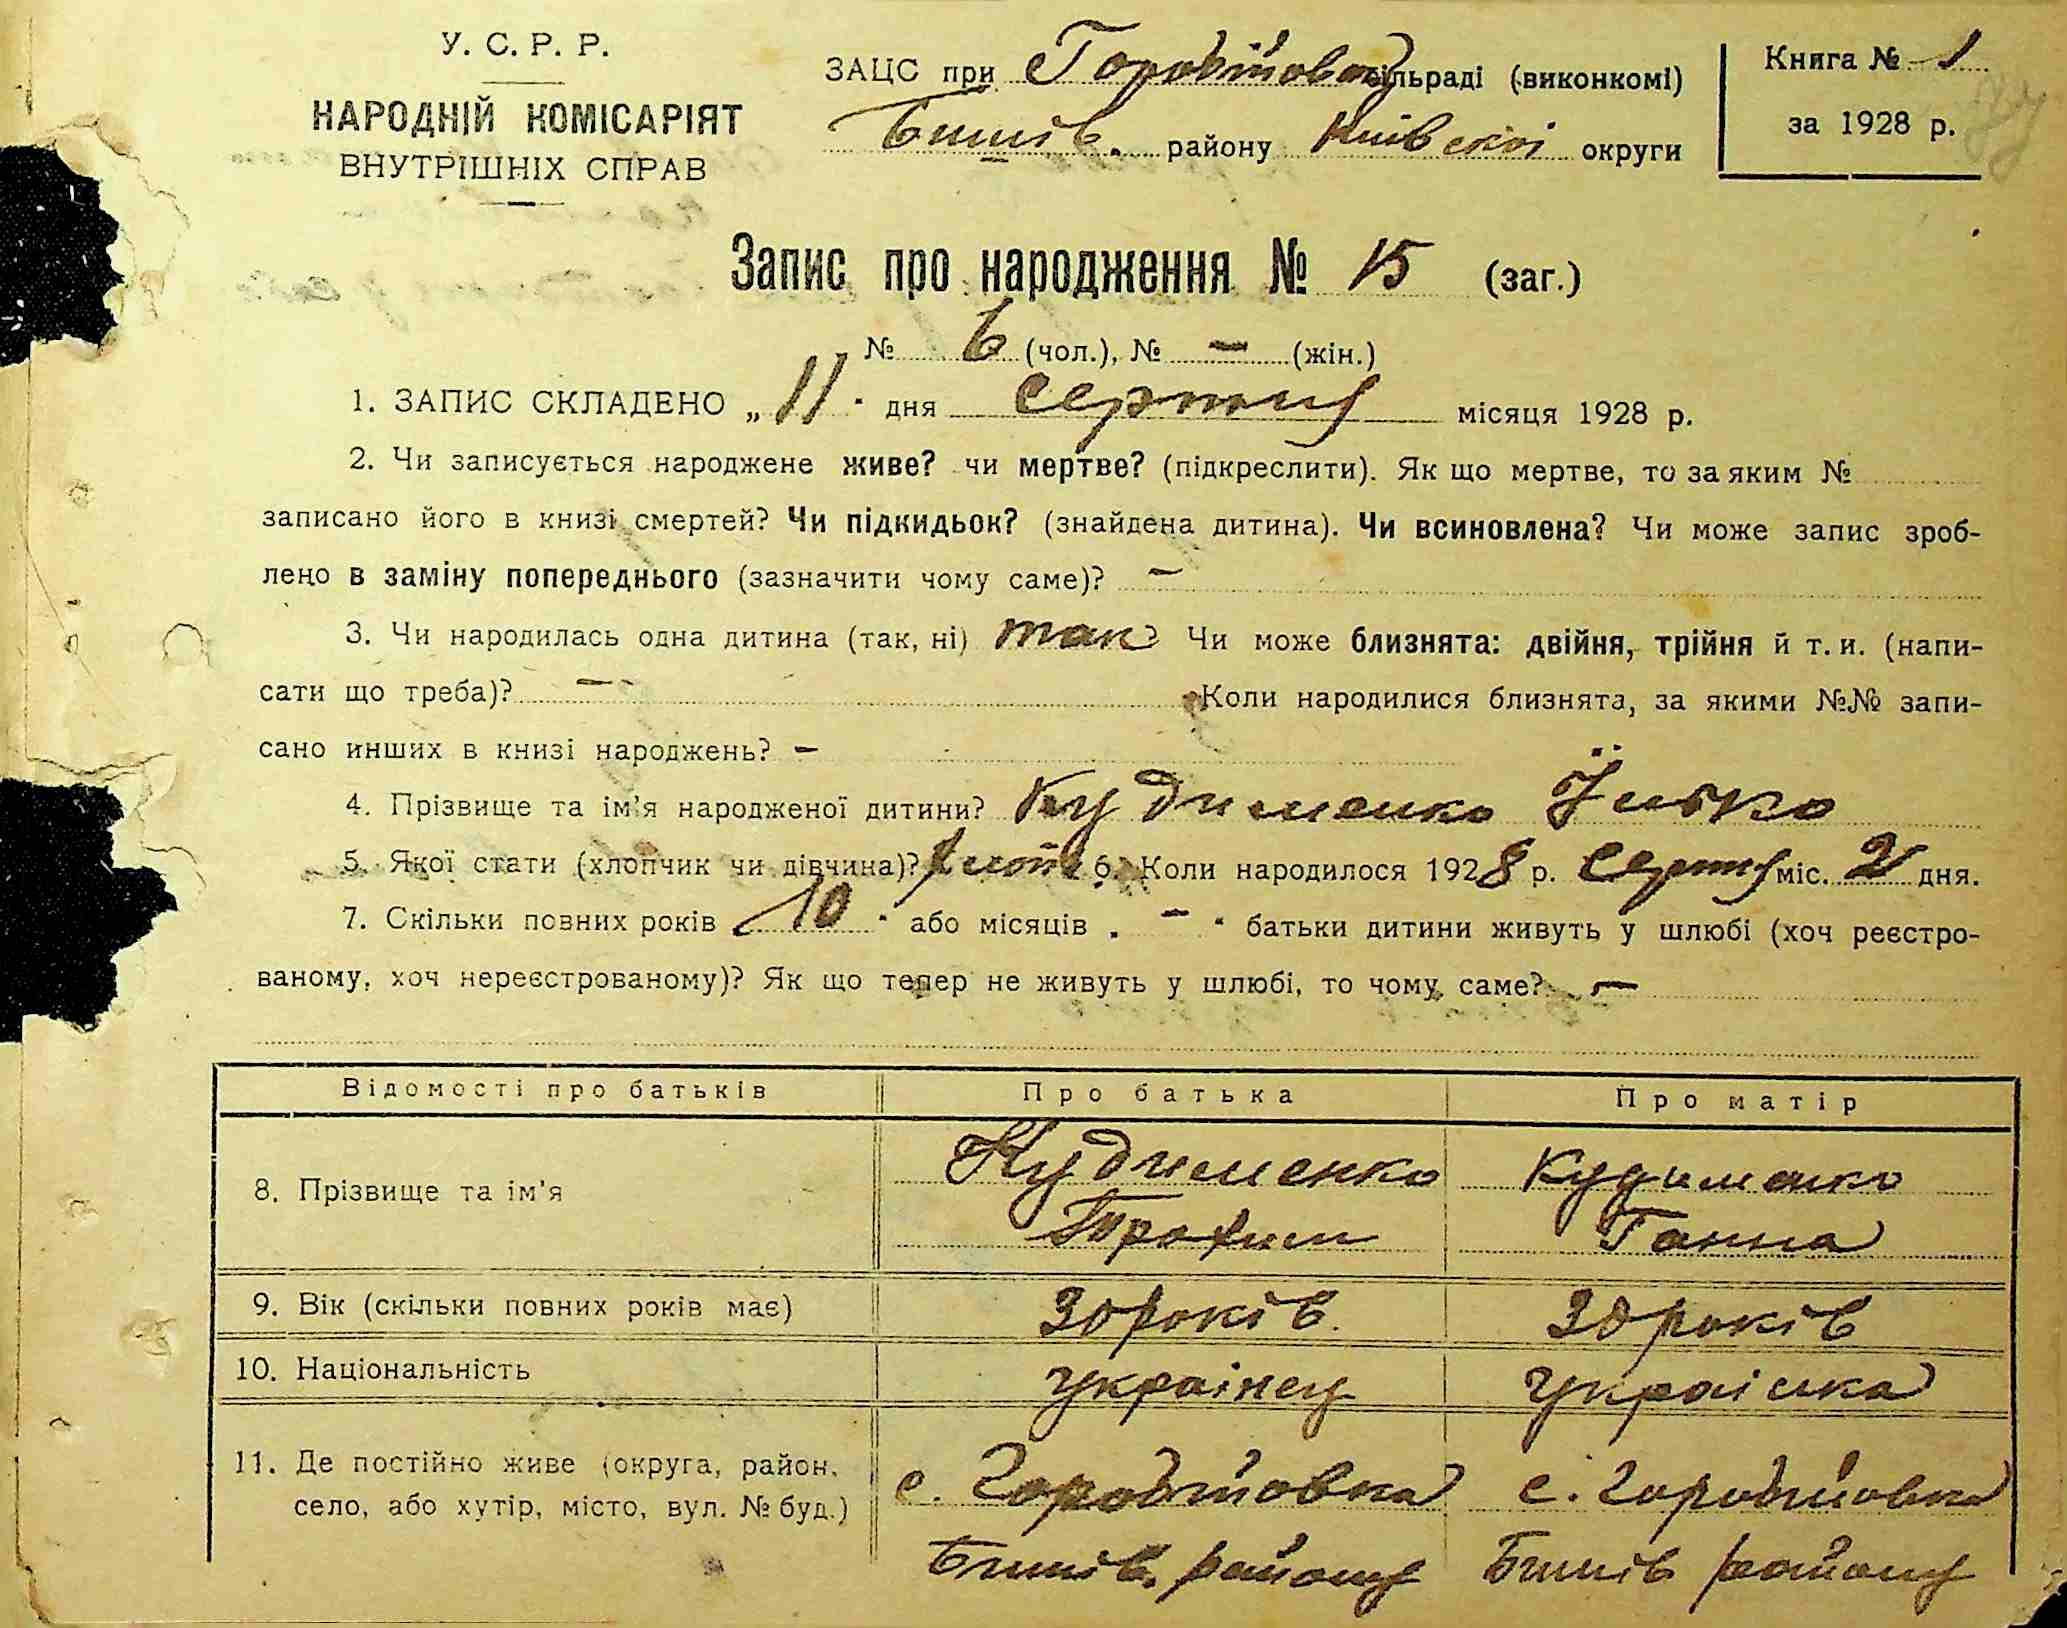 У. С. Р. Р.
НАРОДНІЙ КОМІСАРІЯТ
ВНУТРІШНІХ СПРАВ
ЗАЦС при сільраді (виконкомі)
Бишів. району Київської округи
Книга № 1
за 1928 р.
Запис про народження № 15 (заг.)
№ 6 (чол.), № – (жін.)
1. ЗАПИС СКЛАДЕНО „11" дня серпня місяця 1928 р.
2. Чи записується народжене живе? чи мертве? (підкреслити). Як що мертве, то за яким №
записано його в книзі смертей? Чи підкидьок? (знайдена дитина). Чи всиновлена? Чи може запис зроб-
лено в заміну попереднього (зазначити чому саме)? –
3. Чи народилась одна дитина (так, ні) так Чи може близнята: двійня, трійня й т. и. (напи-
сати що треба)? – Коли народилися близнята, за якими №№ запи-
сано инших в книзі народжень? –
4. Прізвище та ім'я народженої дитини? Кудименко Їлько
5. Якої стати (хлопчик чи дівчина)? 6. Коли народилося 1928 р. серпня міс. 2 дня.
7. Скільки повних років 10 " або місяців „ – " батьки дитини живуть у шлюбі (хоч реєстро-
ваному, хоч нереєстрованому)? Як що тепер не живуть у шлюбі, то чому саме? –
Відомості про батьків Про батька Про матір
8. Прізвище та ім'я Кудименко Трохим Кудименко Ганна
9. Вік (скільки повних років має) 30 років 30 років
10. Національність українец україйка
11. Де постійно живе (округа, район,
село, або хутір, місто, вул. № буд.)
с. с.
Бишів. району Бишів району